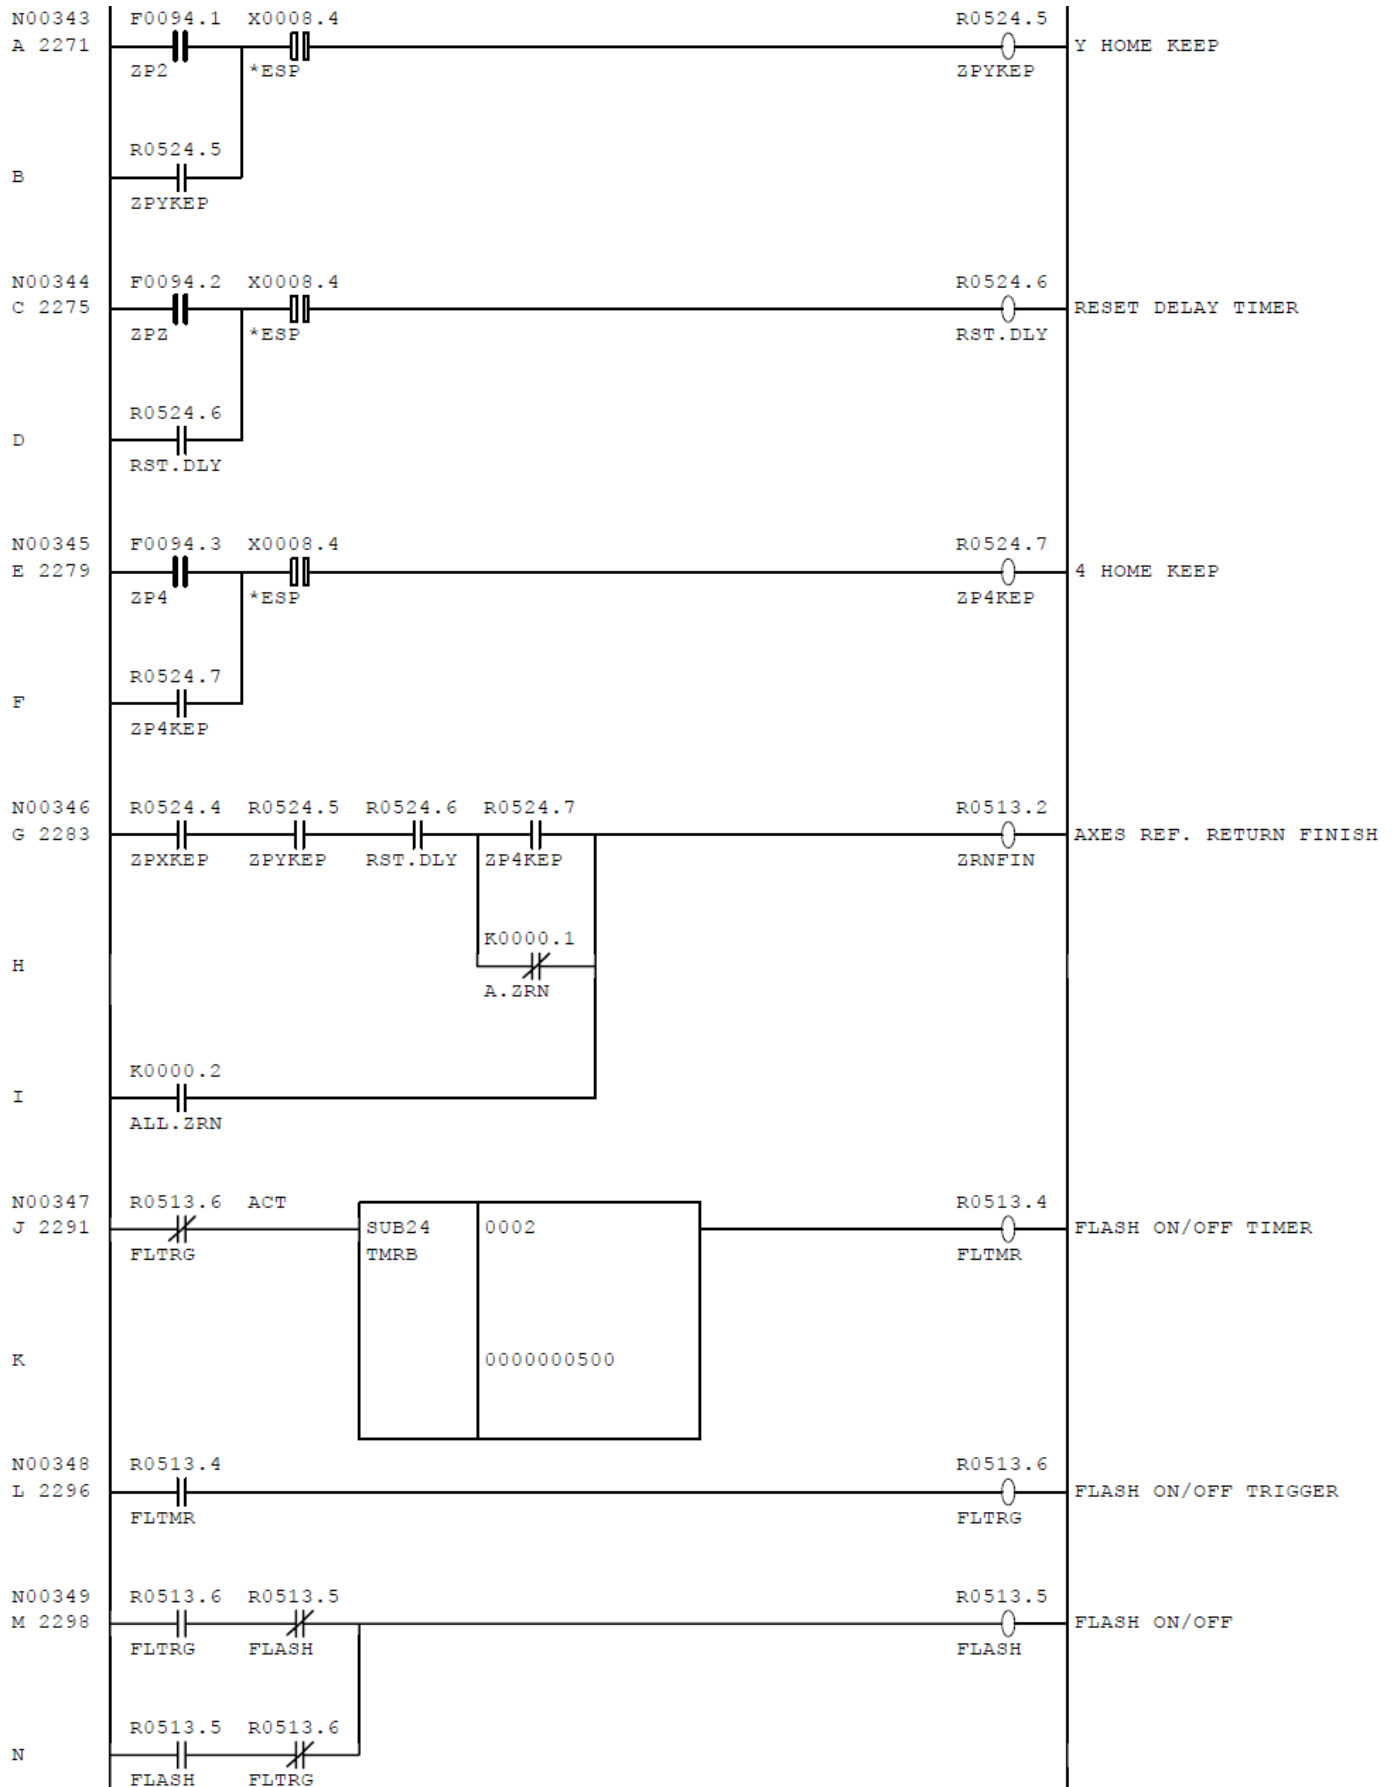 N00343 F0094.1 X0008.4 R0524.5
A 2271 Y HOME KEEP
ZP2 *ESP ZPYKEP
R0524.5
B
ZPYKEP
N00344 F0094.2 X0008.4 R0524.6
C 2275 RESET DELAY TIMER
ZPZ *ESP RST.DLY
R0524.6
D
RST.DLY
N00345 F0094.3 X0008.4 R0524.7
E 2279 4 HOME KEEP
ZP4 *ESP ZP4KEP
R0524.7
F
ZP4KEP
N00346 R0524.4 R0524.5 R0524.6 R0524.7 R0513.2
G 2283 AXES REF. RETURN FINISH
ZPXKEP ZPYKEP RST.DLY ZP4KEP ZRNFIN
K0000.1
H
A.ZRN
K0000.2
I
ALL.ZRN
N00347 R0513.6 ACT R0513.4
J 2291 SUB24 0002 FLASH ON/OFF TIMER
FLTRG TMRB FLTMR
K 0000000500
N00348 R0513.4 R0513.6
L 2296 FLASH ON/OFF TRIGGER
FLTMR FLTRG
N00349 R0513.6 R0513.5 R0513.5
M 2298 FLASH ON/OFF
FLTRG FLASH FLASH
R0513.5 R0513.6
N
FLASH FLTRG